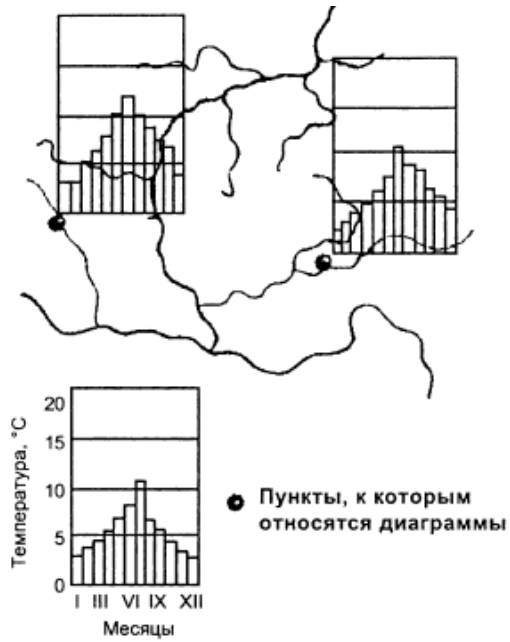 Температура, °C
20
15
10
5
0
I III VI IX XII
Месяцы
Пункты, к которым
относятся диаграммы